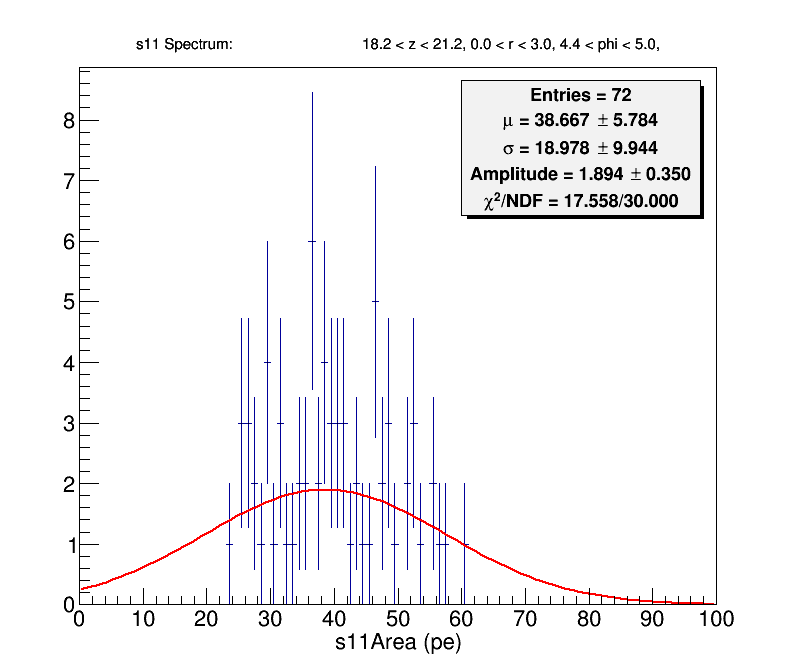 s11 Spectrum: 18.2 < z < 21.2, 0.0 < r < 3.0, 4.4 < phi < 5.0,
Entries = 72
μ = 38.667 ± 5.784
σ = 18.978 ± 9.944
Amplitude = 1.894 ± 0.350
χ²/NDF = 17.558/30.000
8
7
6
5
4
3
2
1
0
0 10 20 30 40 50 60 70 80 90 100
s11Area (pe)